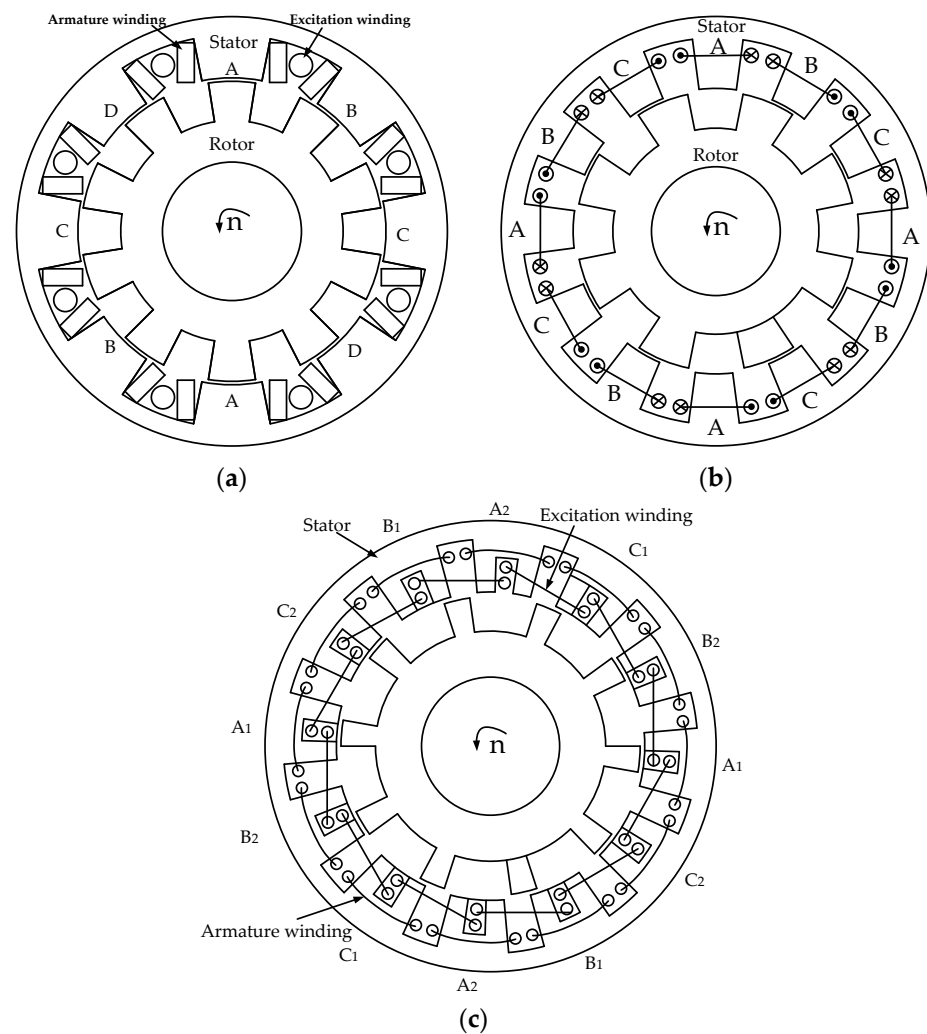 Armature winding
Excitation winding
Stator
A
D
B
Rotor
C
n
C
B
D
A
(a)
Stator
A
C
B
B
C
Rotor
A
n
A
C
B
B
C
A
(b)
A2
B1
Excitation winding
Stator
C1
C2
B2
A1
n
A1
B2
C2
Armature winding
C1
B1
A2
(c)